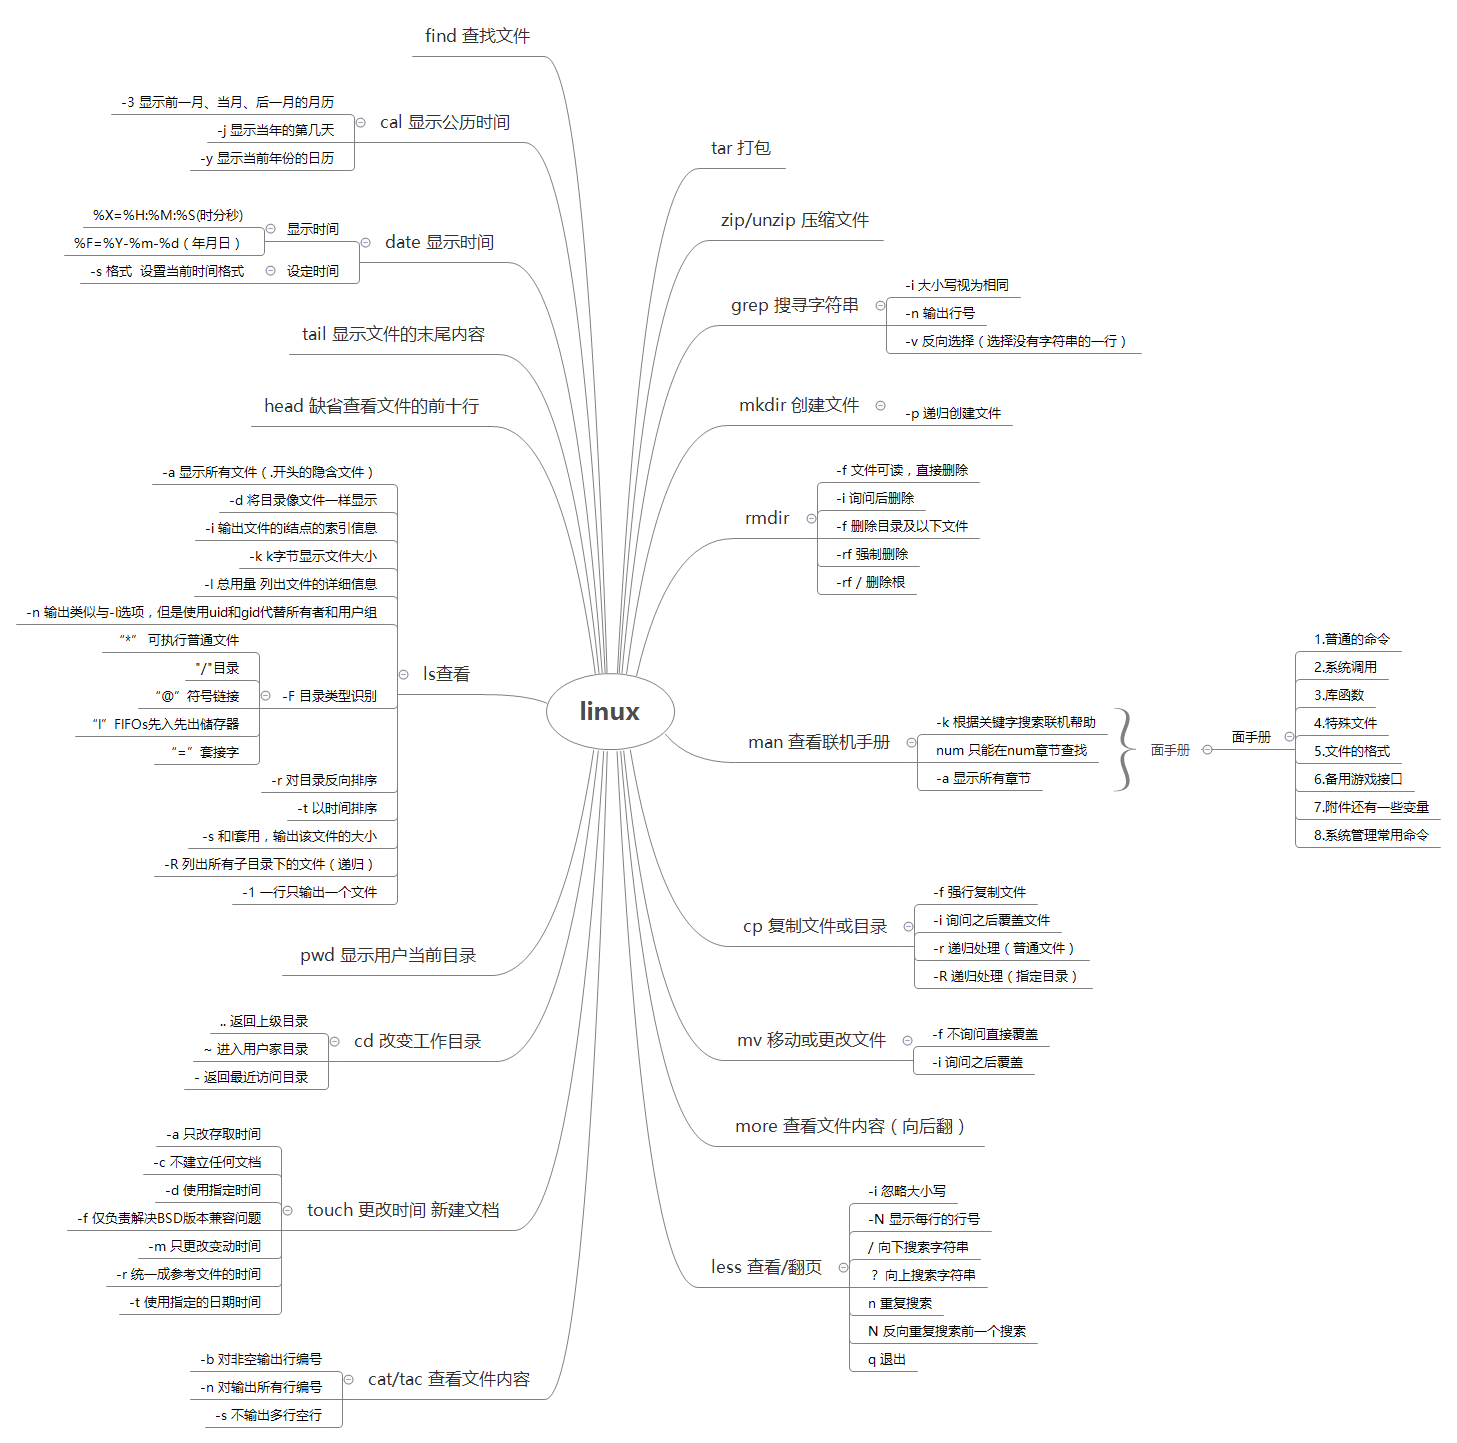 linux
find 查找文件
cal 显示公历时间
-3 显示前一月、当月、后一月的月历
-j 显示当年的第几天
-y 显示当前年份的日历
date 显示时间
显示时间
%X=%H:%M:%S(时分秒)
%F=%Y-%m-%d（年月日）
设定时间
-s 格式 设置当前时间格式
tail 显示文件的末尾内容
head 缺省查看文件的前十行
ls查看
-a 显示所有文件（.开头的隐含文件）
-d 将目录像文件一样显示
-i 输出文件的i结点的索引信息
-k k字节显示文件大小
-l 总用量 列出文件的详细信息
-n 输出类似与-l选项，但是使用uid和gid代替所有者和用户组
-F 目录类型识别
“*” 可执行普通文件
"/"目录
“@”符号链接
“l”FIFOs先入先出储存器
“=”套接字
-r 对目录反向排序
-t 以时间排序
-s 和l套用，输出该文件的大小
-R 列出所有子目录下的文件（递归）
-1 一行只输出一个文件
pwd 显示用户当前目录
cd 改变工作目录
.. 返回上级目录
~ 进入用户家目录
- 返回最近访问目录
touch 更改时间 新建文档
-a 只改存取时间
-c 不建立任何文档
-d 使用指定时间
-f 仅负责解决BSD版本兼容问题
-m 只更改变动时间
-r 统一成参考文件的时间
-t 使用指定的日期时间
cat/tac 查看文件内容
-b 对非空输出行编号
-n 对输出所有行编号
-s 不输出多行空行
tar 打包
zip/unzip 压缩文件
grep 搜寻字符串
-i 大小写视为相同
-n 输出行号
-v 反向选择（选择没有字符串的一行）
mkdir 创建文件
-p 递归创建文件
rmdir
-f 文件可读，直接删除
-i 询问后删除
-f 删除目录及以下文件
-rf 强制删除
-rf / 删除根
man 查看联机手册
-k 根据关键字搜索联机帮助
num 只能在num章节查找
-a 显示所有章节
面手册
面手册
1.普通的命令
2.系统调用
3.库函数
4.特殊文件
5.文件的格式
6.备用游戏接口
7.附件还有一些变量
8.系统管理常用命令
cp 复制文件或目录
-f 强行复制文件
-i 询问之后覆盖文件
-r 递归处理（普通文件）
-R 递归处理（指定目录）
mv 移动或更改文件
-f 不询问直接覆盖
-i 询问之后覆盖
more 查看文件内容（向后翻）
less 查看/翻页
-i 忽略大小写
-N 显示每行的行号
/ 向下搜索字符串
？ 向上搜索字符串
n 重复搜索
N 反向重复搜索前一个搜索
q 退出